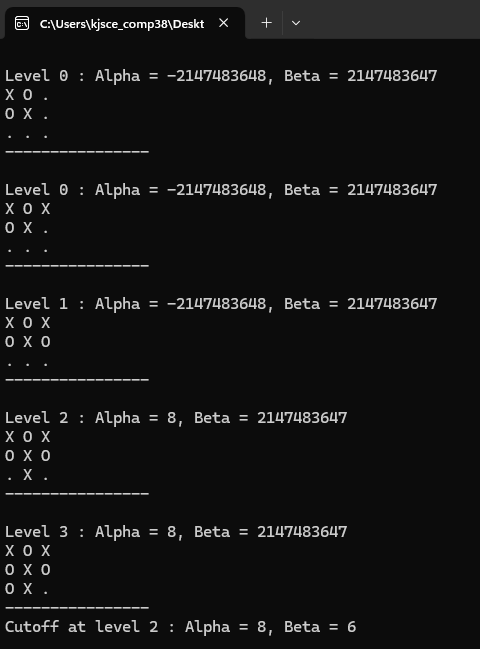 C:\Users\kjsce_comp38\Deskt
Level 0 : Alpha = -2147483648, Beta = 2147483647
X O .
O X .
. . .
----------------
Level 0 : Alpha = -2147483648, Beta = 2147483647
X O X
O X .
. . .
----------------
Level 1 : Alpha = -2147483648, Beta = 2147483647
X O X
O X O
. . .
----------------
Level 2 : Alpha = 8, Beta = 2147483647
X O X
O X O
. X .
----------------
Level 3 : Alpha = 8, Beta = 2147483647
X O X
O X O
O X .
----------------
Cutoff at level 2 : Alpha = 8, Beta = 6